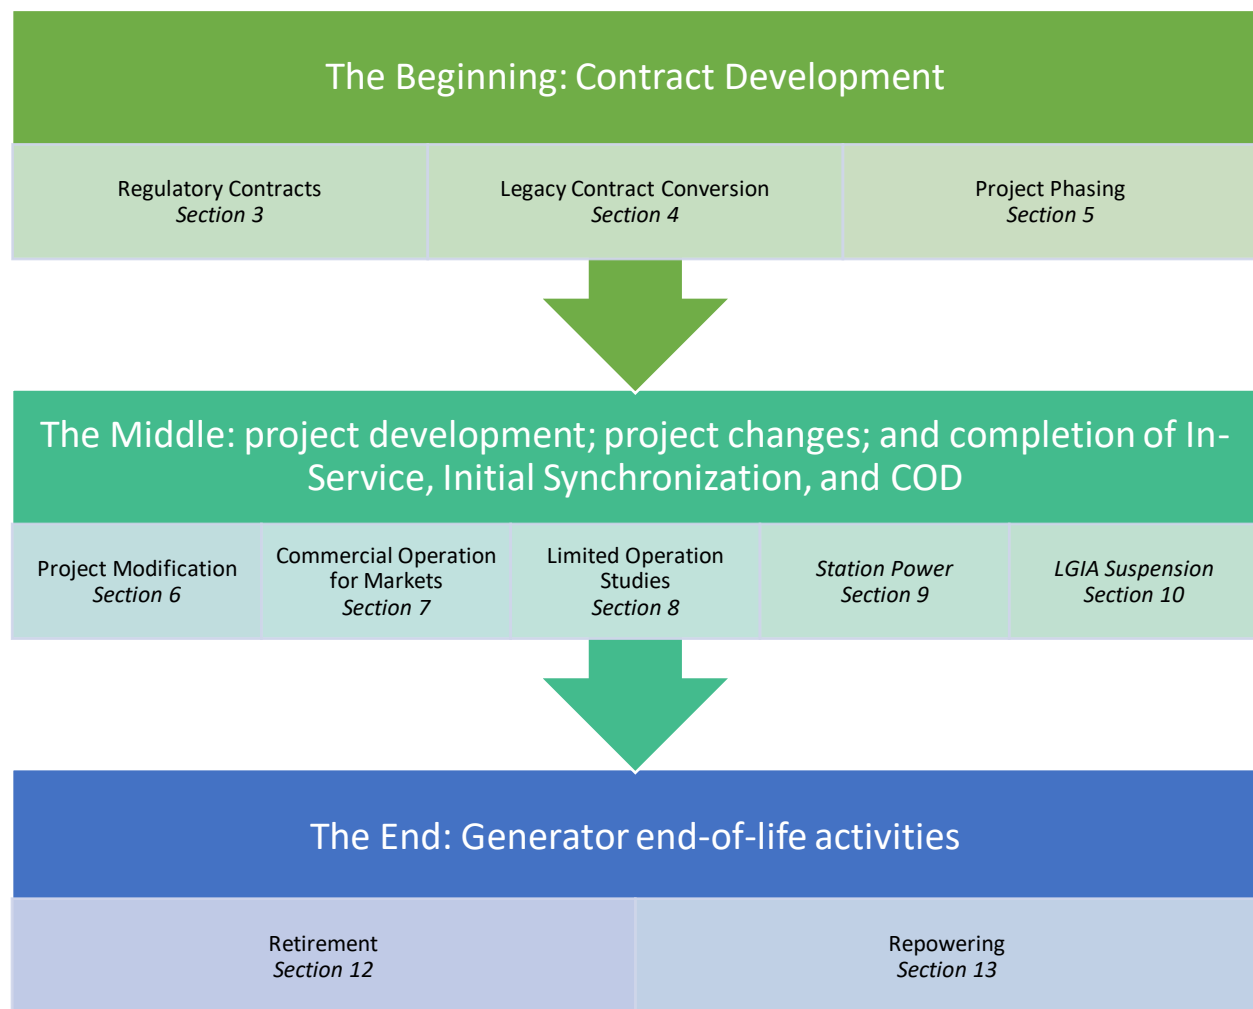 The Beginning: Contract Development
Regulatory Contracts
Section 3
Legacy Contract Conversion
Section 4
Project Phasing
Section 5
The Middle: project development; project changes; and completion of In-
Service, Initial Synchronization, and COD
Project Modification
Section 6
Commercial Operation
for Markets
Section 7
Limited Operation
Studies
Section 8
Station Power
Section 9
LGIA Suspension
Section 10
The End: Generator end-of-life activities
Retirement
Section 12
Repowering
Section 13